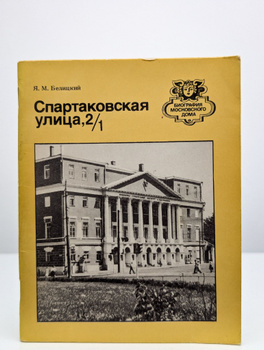 Я. М. Белицкий
БИОГРАФИЯ
МОСКОВСКОГО
ДОМА
Спартаковская
улица, 2/1